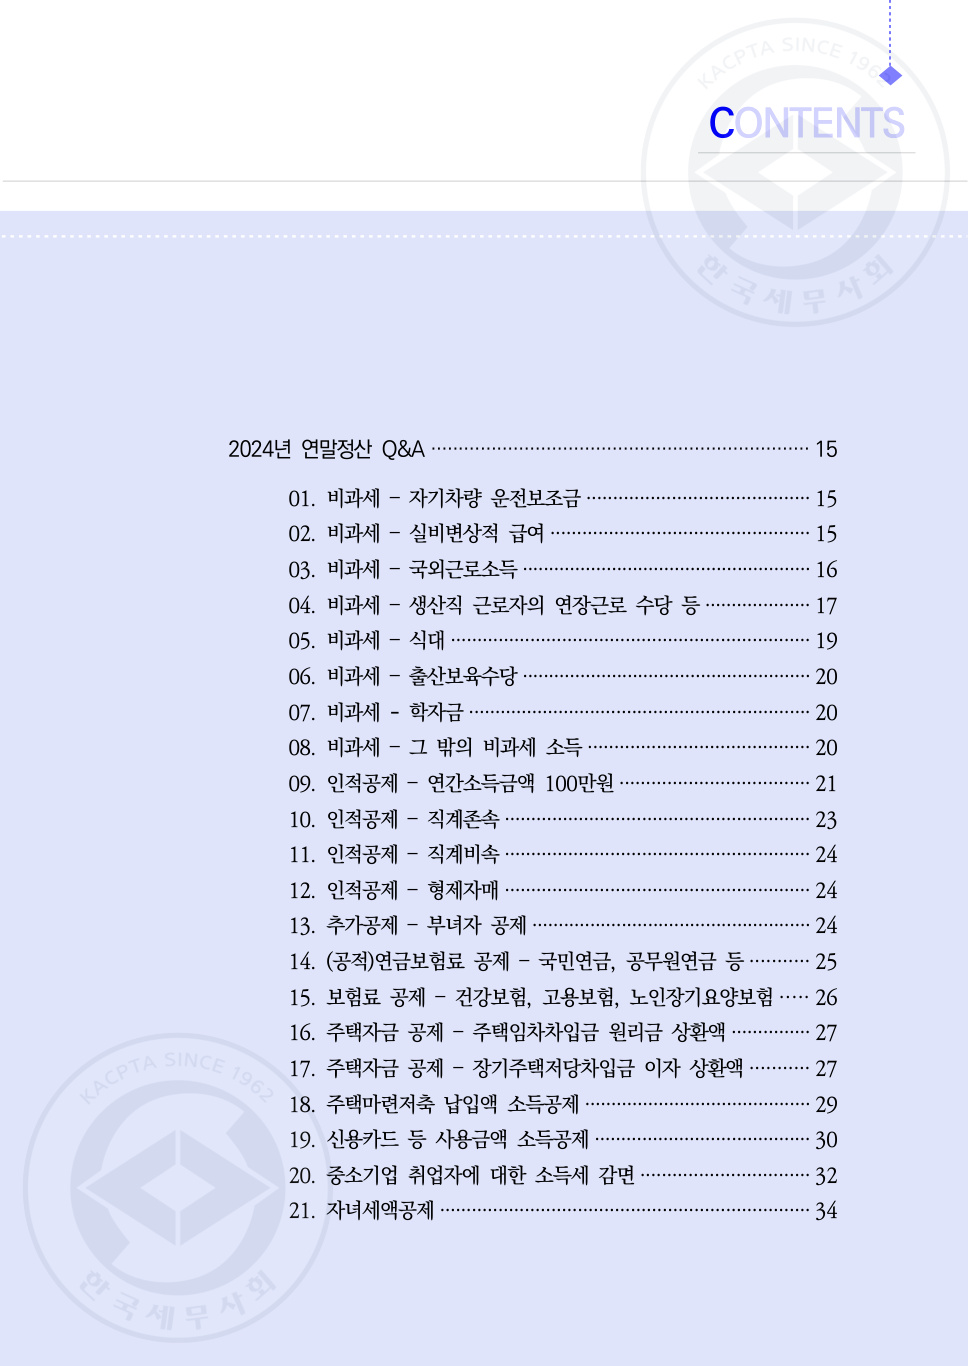 KACPTA SINCE 1962
CONTENTS
한국세무사회
2024년 연말정산 Q&A ································ 15
01. 비과세 - 자기차량 운전보조금 ································ 15
02. 비과세 - 실비변상적 급여 ································ 15
03. 비과세 - 국외근로소득 ································ 16
04. 비과세 - 생산직 근로자의 연장근로 수당 등 ···················· 17
05. 비과세 - 식대 ································ 19
06. 비과세 - 출산보육수당 ································ 20
07. 비과세 - 학자금 ································ 20
08. 비과세 - 그 밖의 비과세 소득 ································ 20
09. 인적공제 - 연간소득금액 100만원 ································ 21
10. 인적공제 - 직계존속 ································ 23
11. 인적공제 - 직계비속 ································ 24
12. 인적공제 - 형제자매 ································ 24
13. 추가공제 - 부녀자 공제 ································ 24
14. (공적)연금보험료 공제 - 국민연금, 공무원연금 등 ··········· 25
15. 보험료 공제 - 건강보험, 고용보험, 노인장기요양보험 ····· 26
16. 주택자금 공제 - 주택임차차입금 원리금 상환액 ··············· 27
17. 주택자금 공제 - 장기주택저당차입금 이자 상환액 ··········· 27
18. 주택마련저축 납입액 소득공제 ································ 29
19. 신용카드 등 사용금액 소득공제 ································ 30
20. 중소기업 취업자에 대한 소득세 감면 ································ 32
21. 자녀세액공제 ································ 34
KACPTA SINCE 1962
한국세무사회